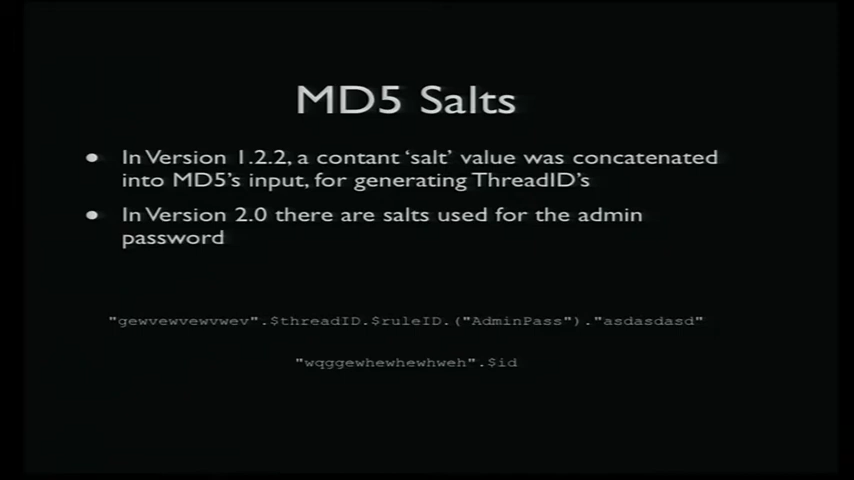 MD5 Salts
• In Version 1.2.2, a contant ‘salt’ value was concatenated
into MD5’s input, for generating ThreadID’s
• In Version 2.0 there are salts used for the admin
password
"gewvewvewvwev".$threadID.$ruleID.("AdminPass")."asdasdasd"
"wqggewhewhewhweh".$id